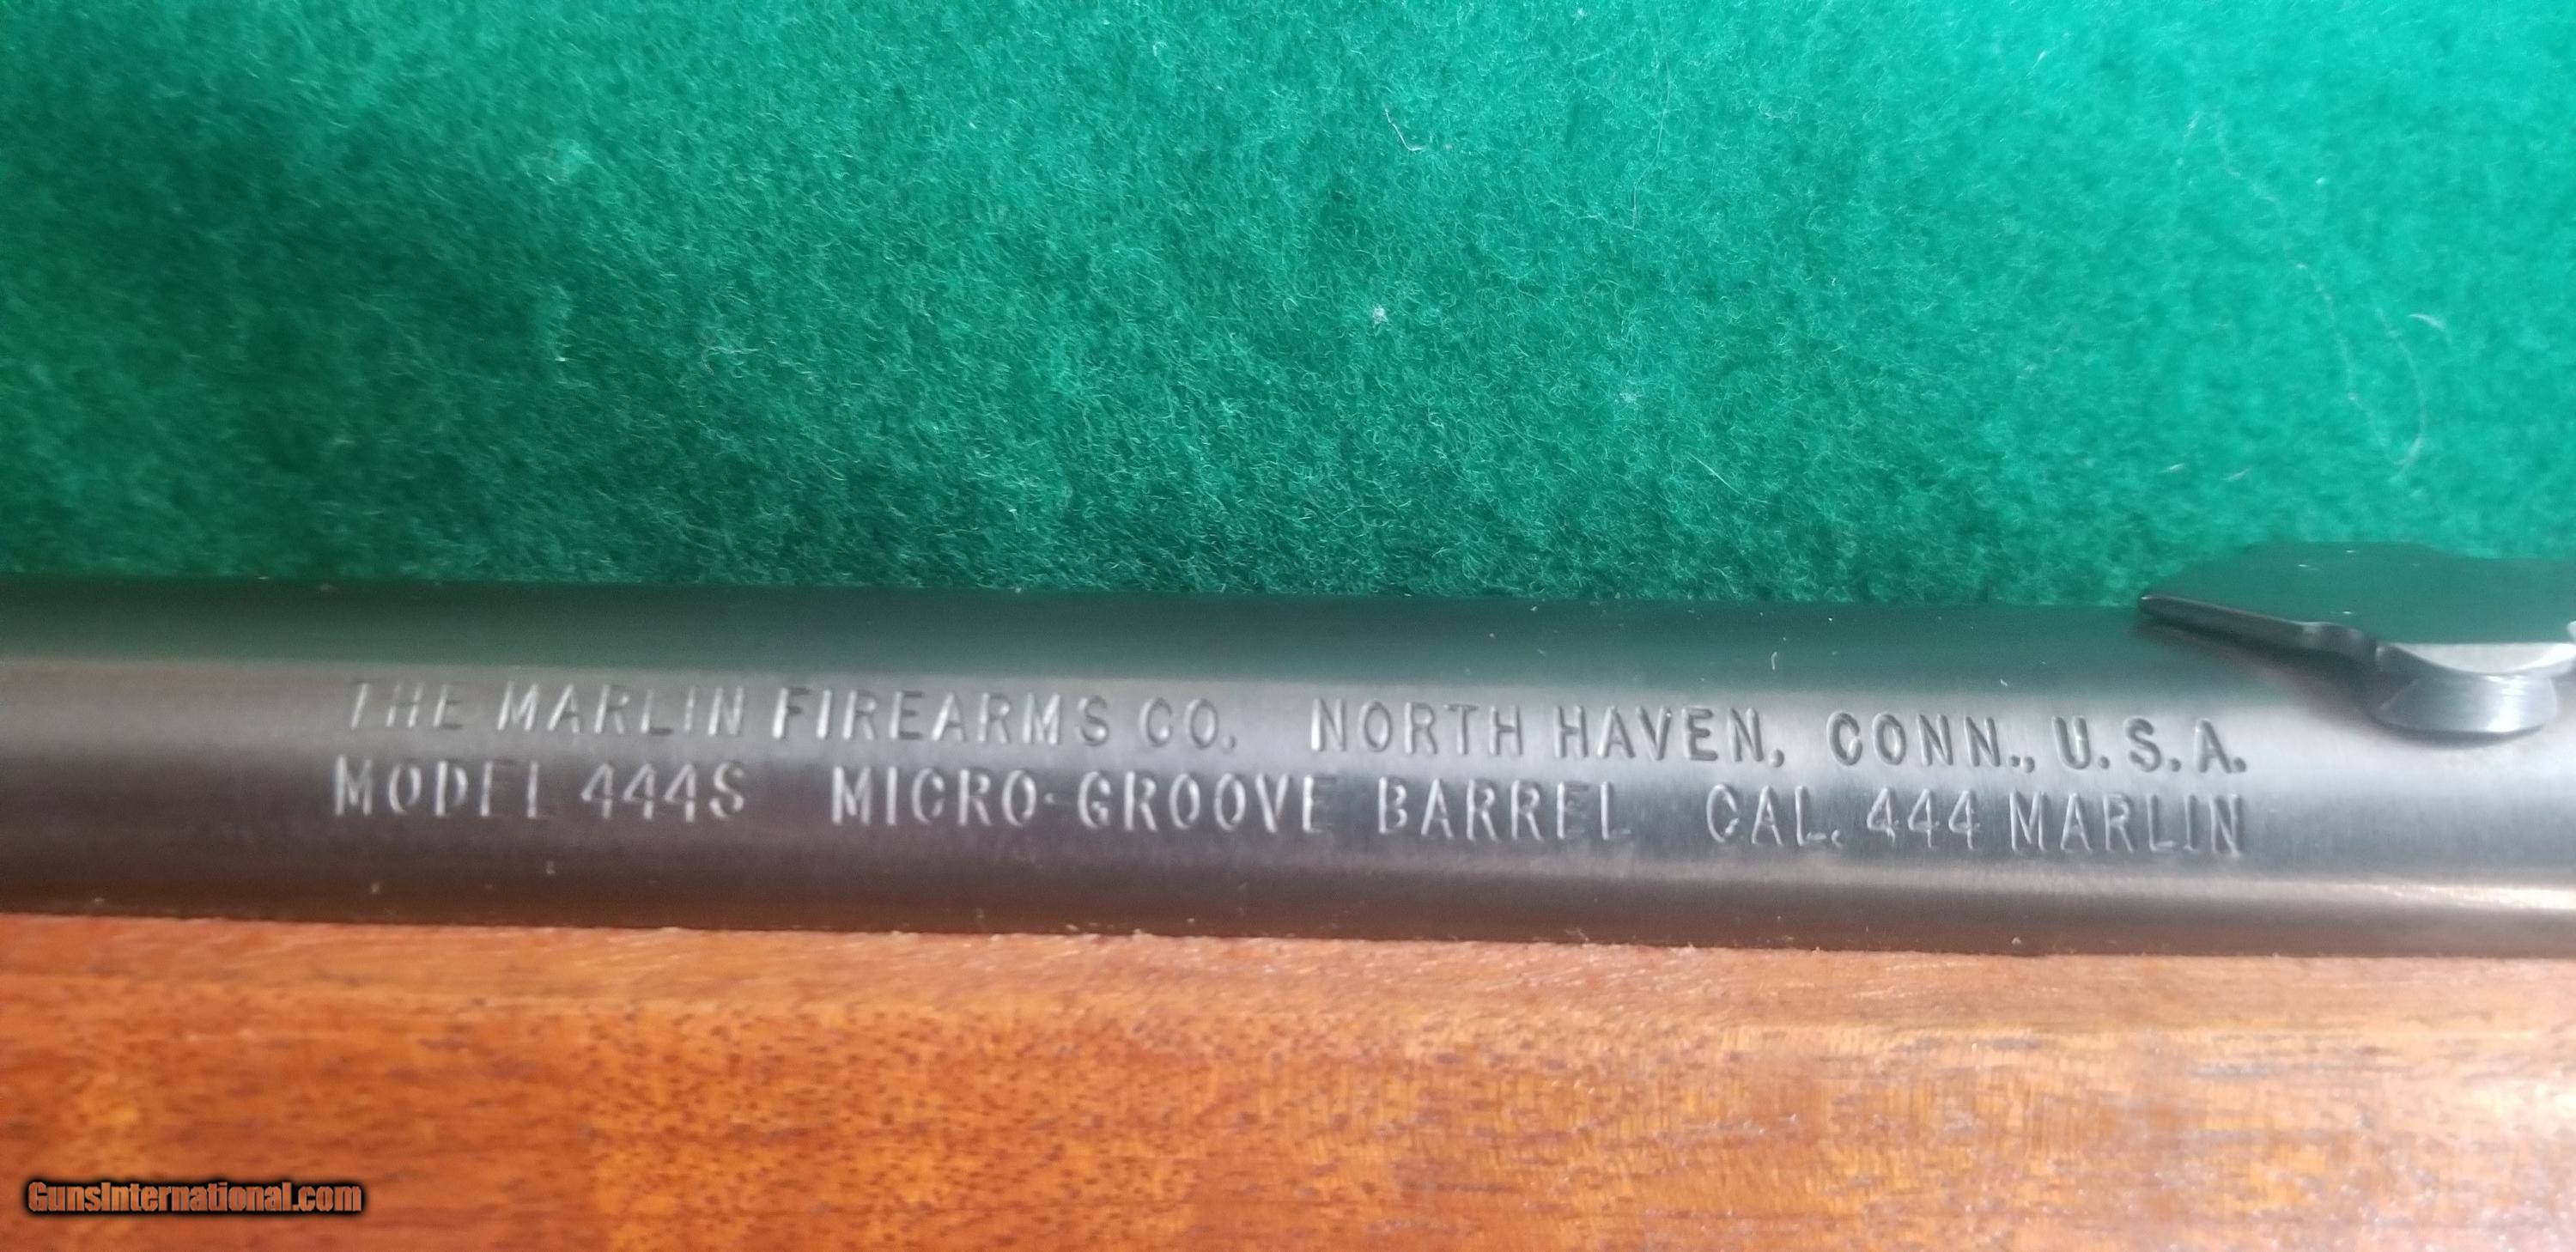 THE MARLIN FIREARMS CO. NORTH HAVEN, CONN., U.S.A.
MODEL 444S MICRO-GROOVE BARREL CAL. 444 MARLIN
GunsInternational.com